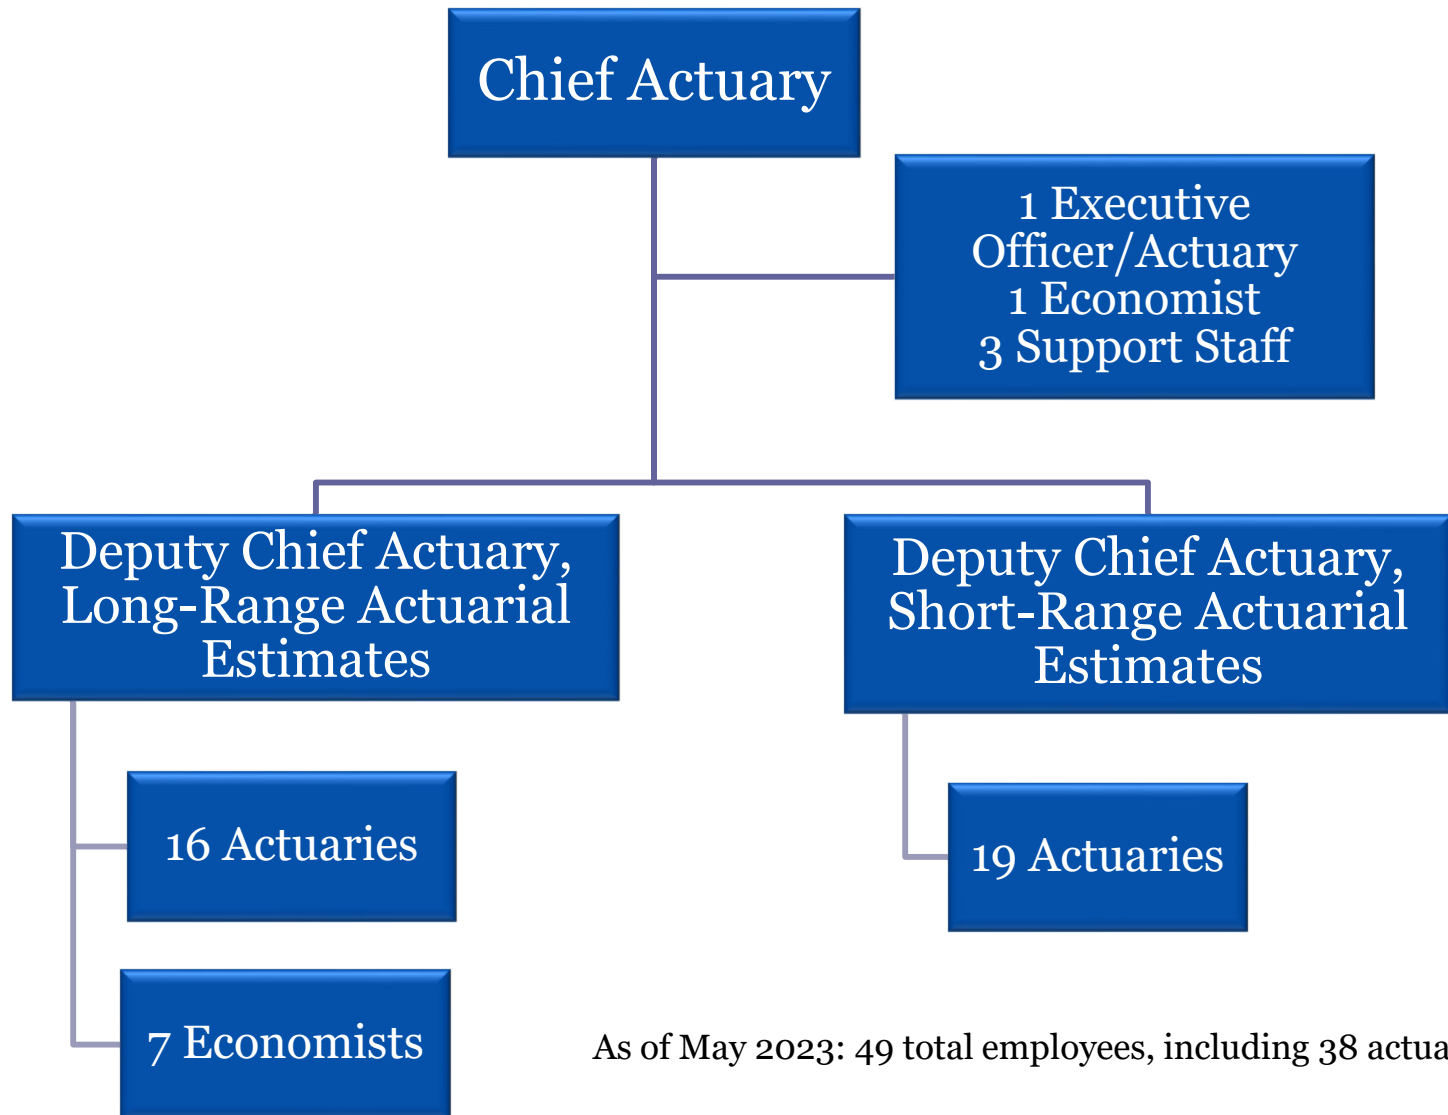 Chief Actuary
1 Executive
Officer/Actuary
1 Economist
3 Support Staff
Deputy Chief Actuary,
Long-Range Actuarial
Estimates
Deputy Chief Actuary,
Short-Range Actuarial
Estimates
16 Actuaries
19 Actuaries
7 Economists
As of May 2023: 49 total employees, including 38